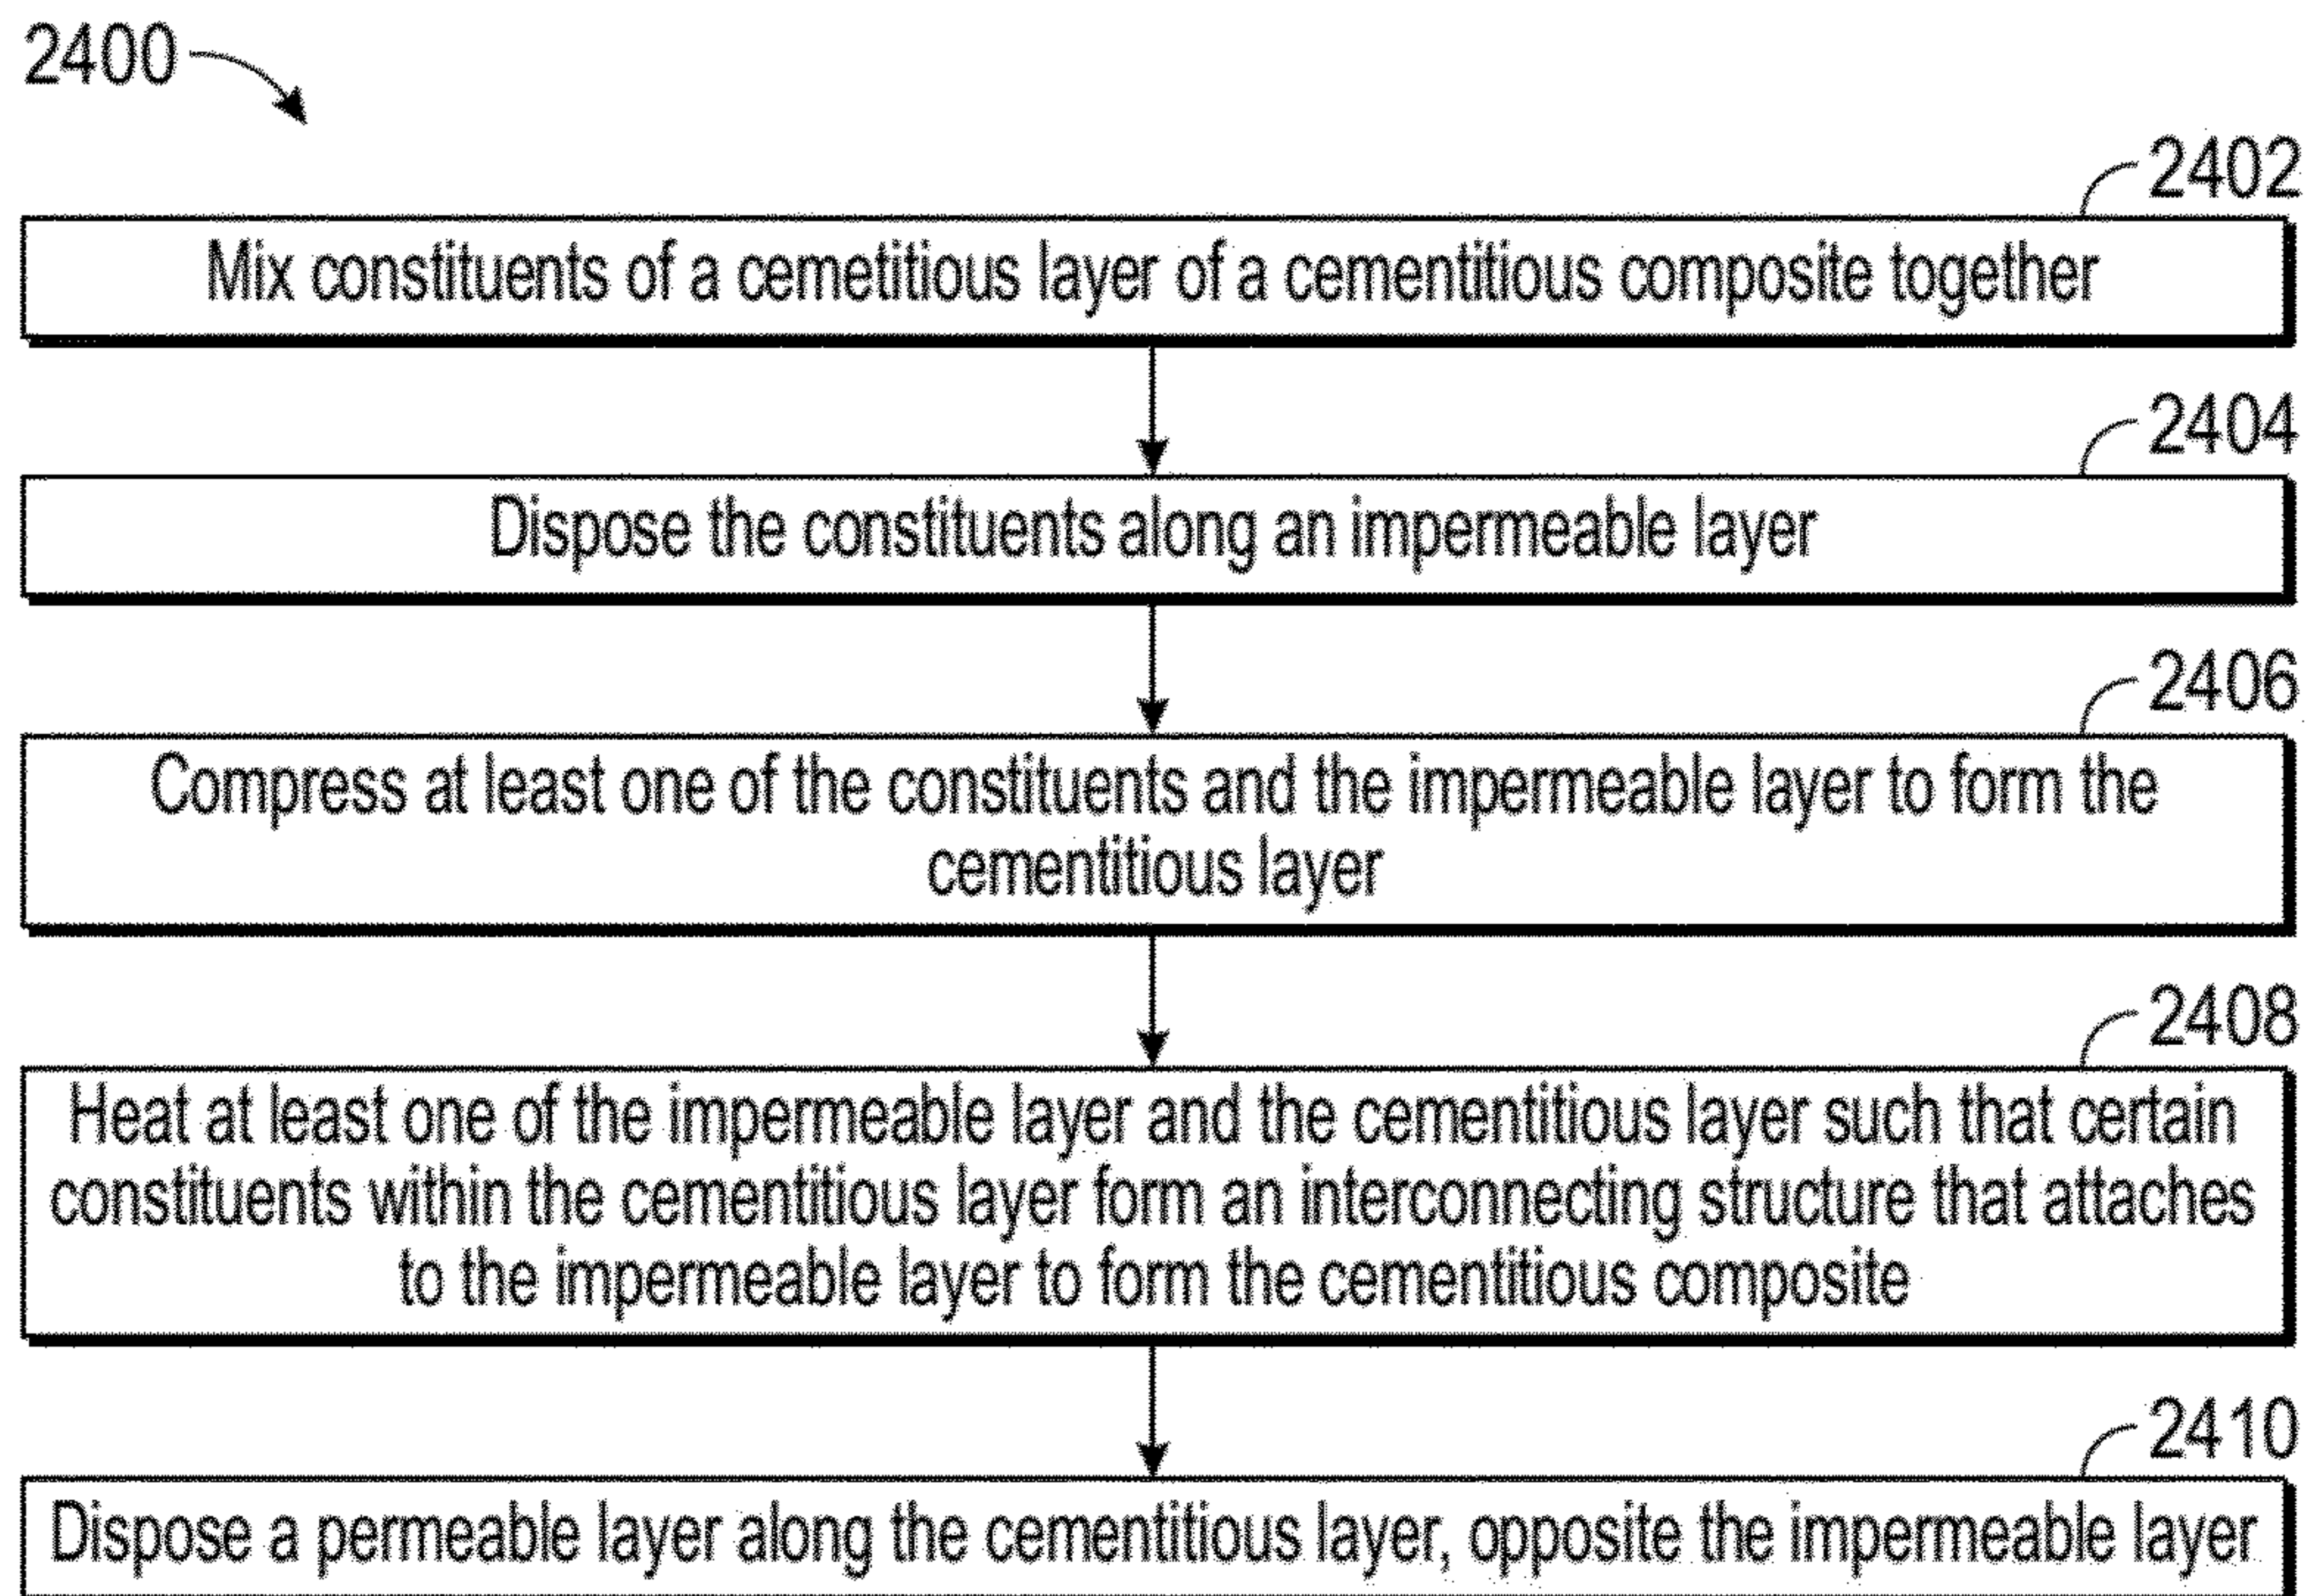 2400
2402
Mix constituents of a cemetitious layer of a cementitious composite together
2404
Dispose the constituents along an impermeable layer
2406
Compress at least one of the constituents and the impermeable layer to form the
cementitious layer
2408
Heat at least one of the impermeable layer and the cementitious layer such that certain
constituents within the cementitious layer form an interconnecting structure that attaches
to the impermeable layer to form the cementitious composite
2410
Dispose a permeable layer along the cementitious layer, opposite the impermeable layer